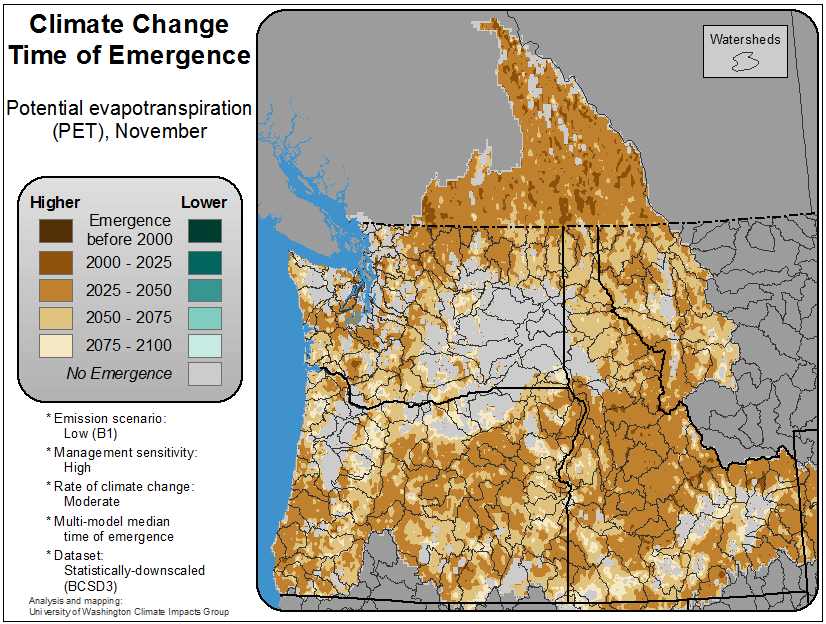 Climate Change
Time of Emergence
Potential evapotranspiration
(PET), November
Higher
Lower
Emergence
before 2000
2000 - 2025
2025 - 2050
2050 - 2075
2075 - 2100
No Emergence
* Emission scenario:
Low (B1)
* Management sensitivity:
High
* Rate of climate change:
Moderate
* Multi-model median
time of emergence
* Dataset:
Statistically-downscaled
(BCSD3)
Analysis and mapping:
University of Washington Climate Impacts Group
Watersheds